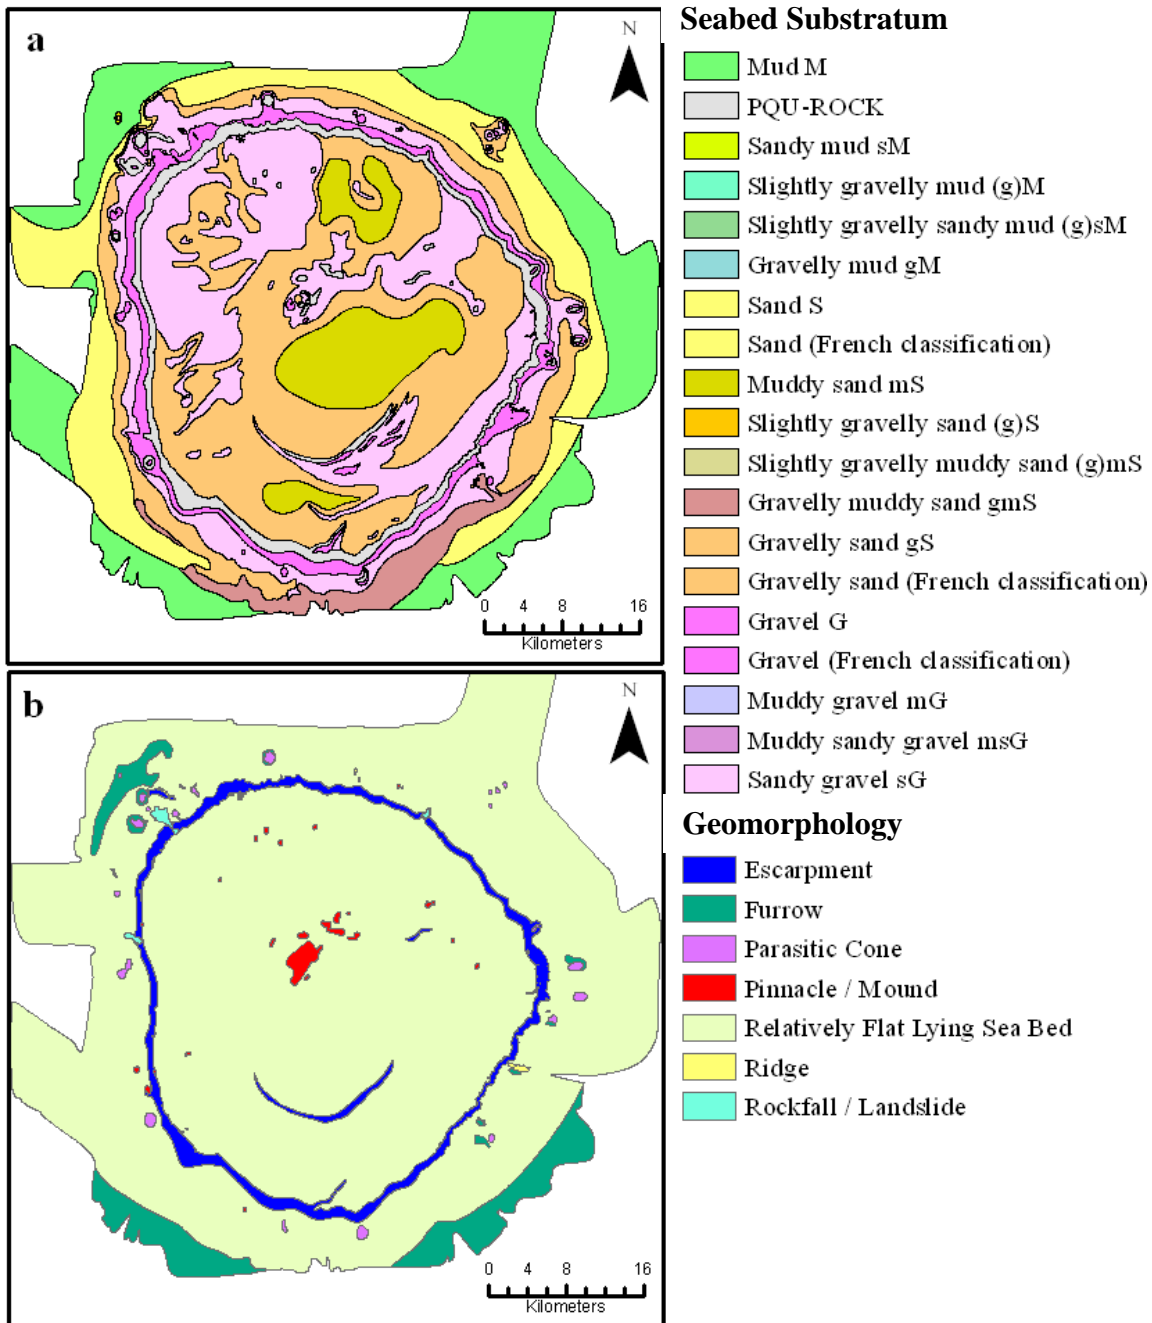 a
N
0 4 8 16
Kilometers
Seabed Substratum
Mud M
PQU-ROCK
Sandy mud sM
Slightly gravelly mud (g)M
Slightly gravelly sandy mud (g)sM
Gravelly mud gM
Sand S
Sand (French classification)
Muddy sand mS
Slightly gravelly sand (g)S
Slightly gravelly muddy sand (g)mS
Gravelly muddy sand gmS
Gravelly sand gS
Gravelly sand (French classification)
Gravel G
Gravel (French classification)
Muddy gravel mG
Muddy sandy gravel msG
Sandy gravel sG
b
N
0 4 8 16
Kilometers
Geomorphology
Escarpment
Furrow
Parasitic Cone
Pinnacle / Mound
Relatively Flat Lying Sea Bed
Ridge
Rockfall / Landslide